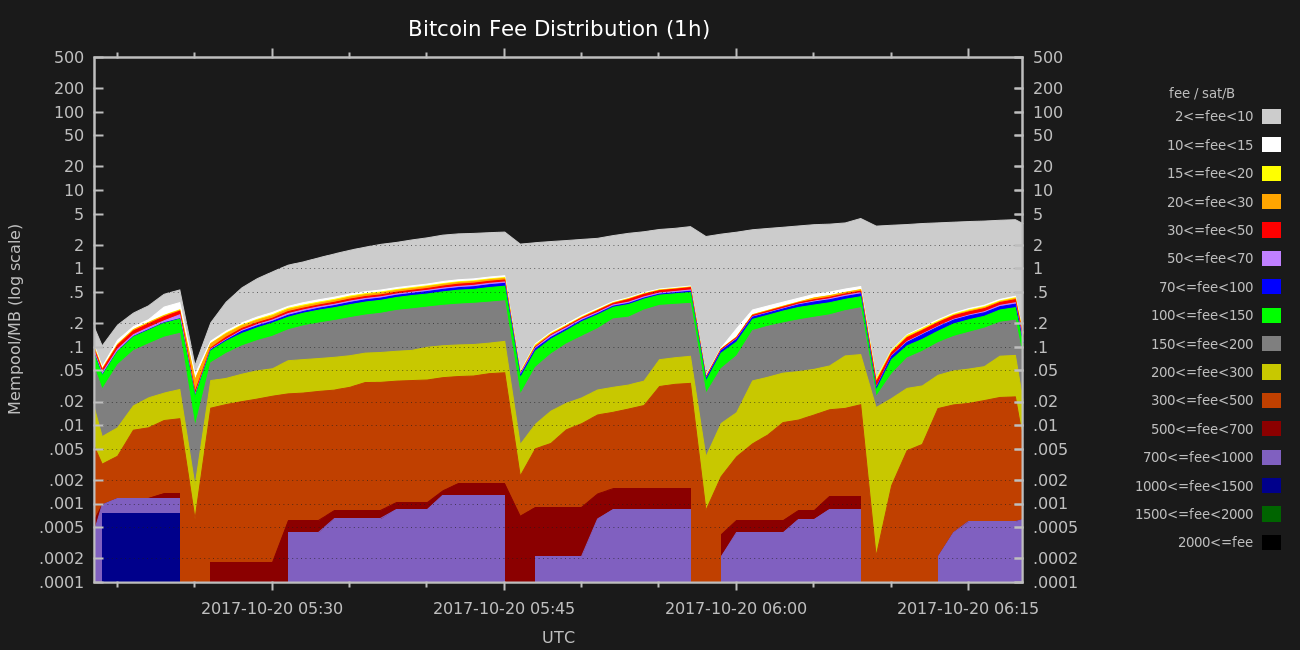 Bitcoin Fee Distribution (1h)
Mempool/MB (log scale)
500
200
100
50
20
10
5
2
1
.5
.2
.1
.05
.02
.01
.005
.002
.001
.0005
.0002
.0001
500
200
100
50
20
10
5
2
1
.5
.2
.1
.05
.02
.01
.005
.002
.001
.0005
.0002
.0001
2017-10-20 05:30
2017-10-20 05:45
2017-10-20 06:00
2017-10-20 06:15
UTC
fee / sat/B
2<=fee<10
10<=fee<15
15<=fee<20
20<=fee<30
30<=fee<50
50<=fee<70
70<=fee<100
100<=fee<150
150<=fee<200
200<=fee<300
300<=fee<500
500<=fee<700
700<=fee<1000
1000<=fee<1500
1500<=fee<2000
2000<=fee